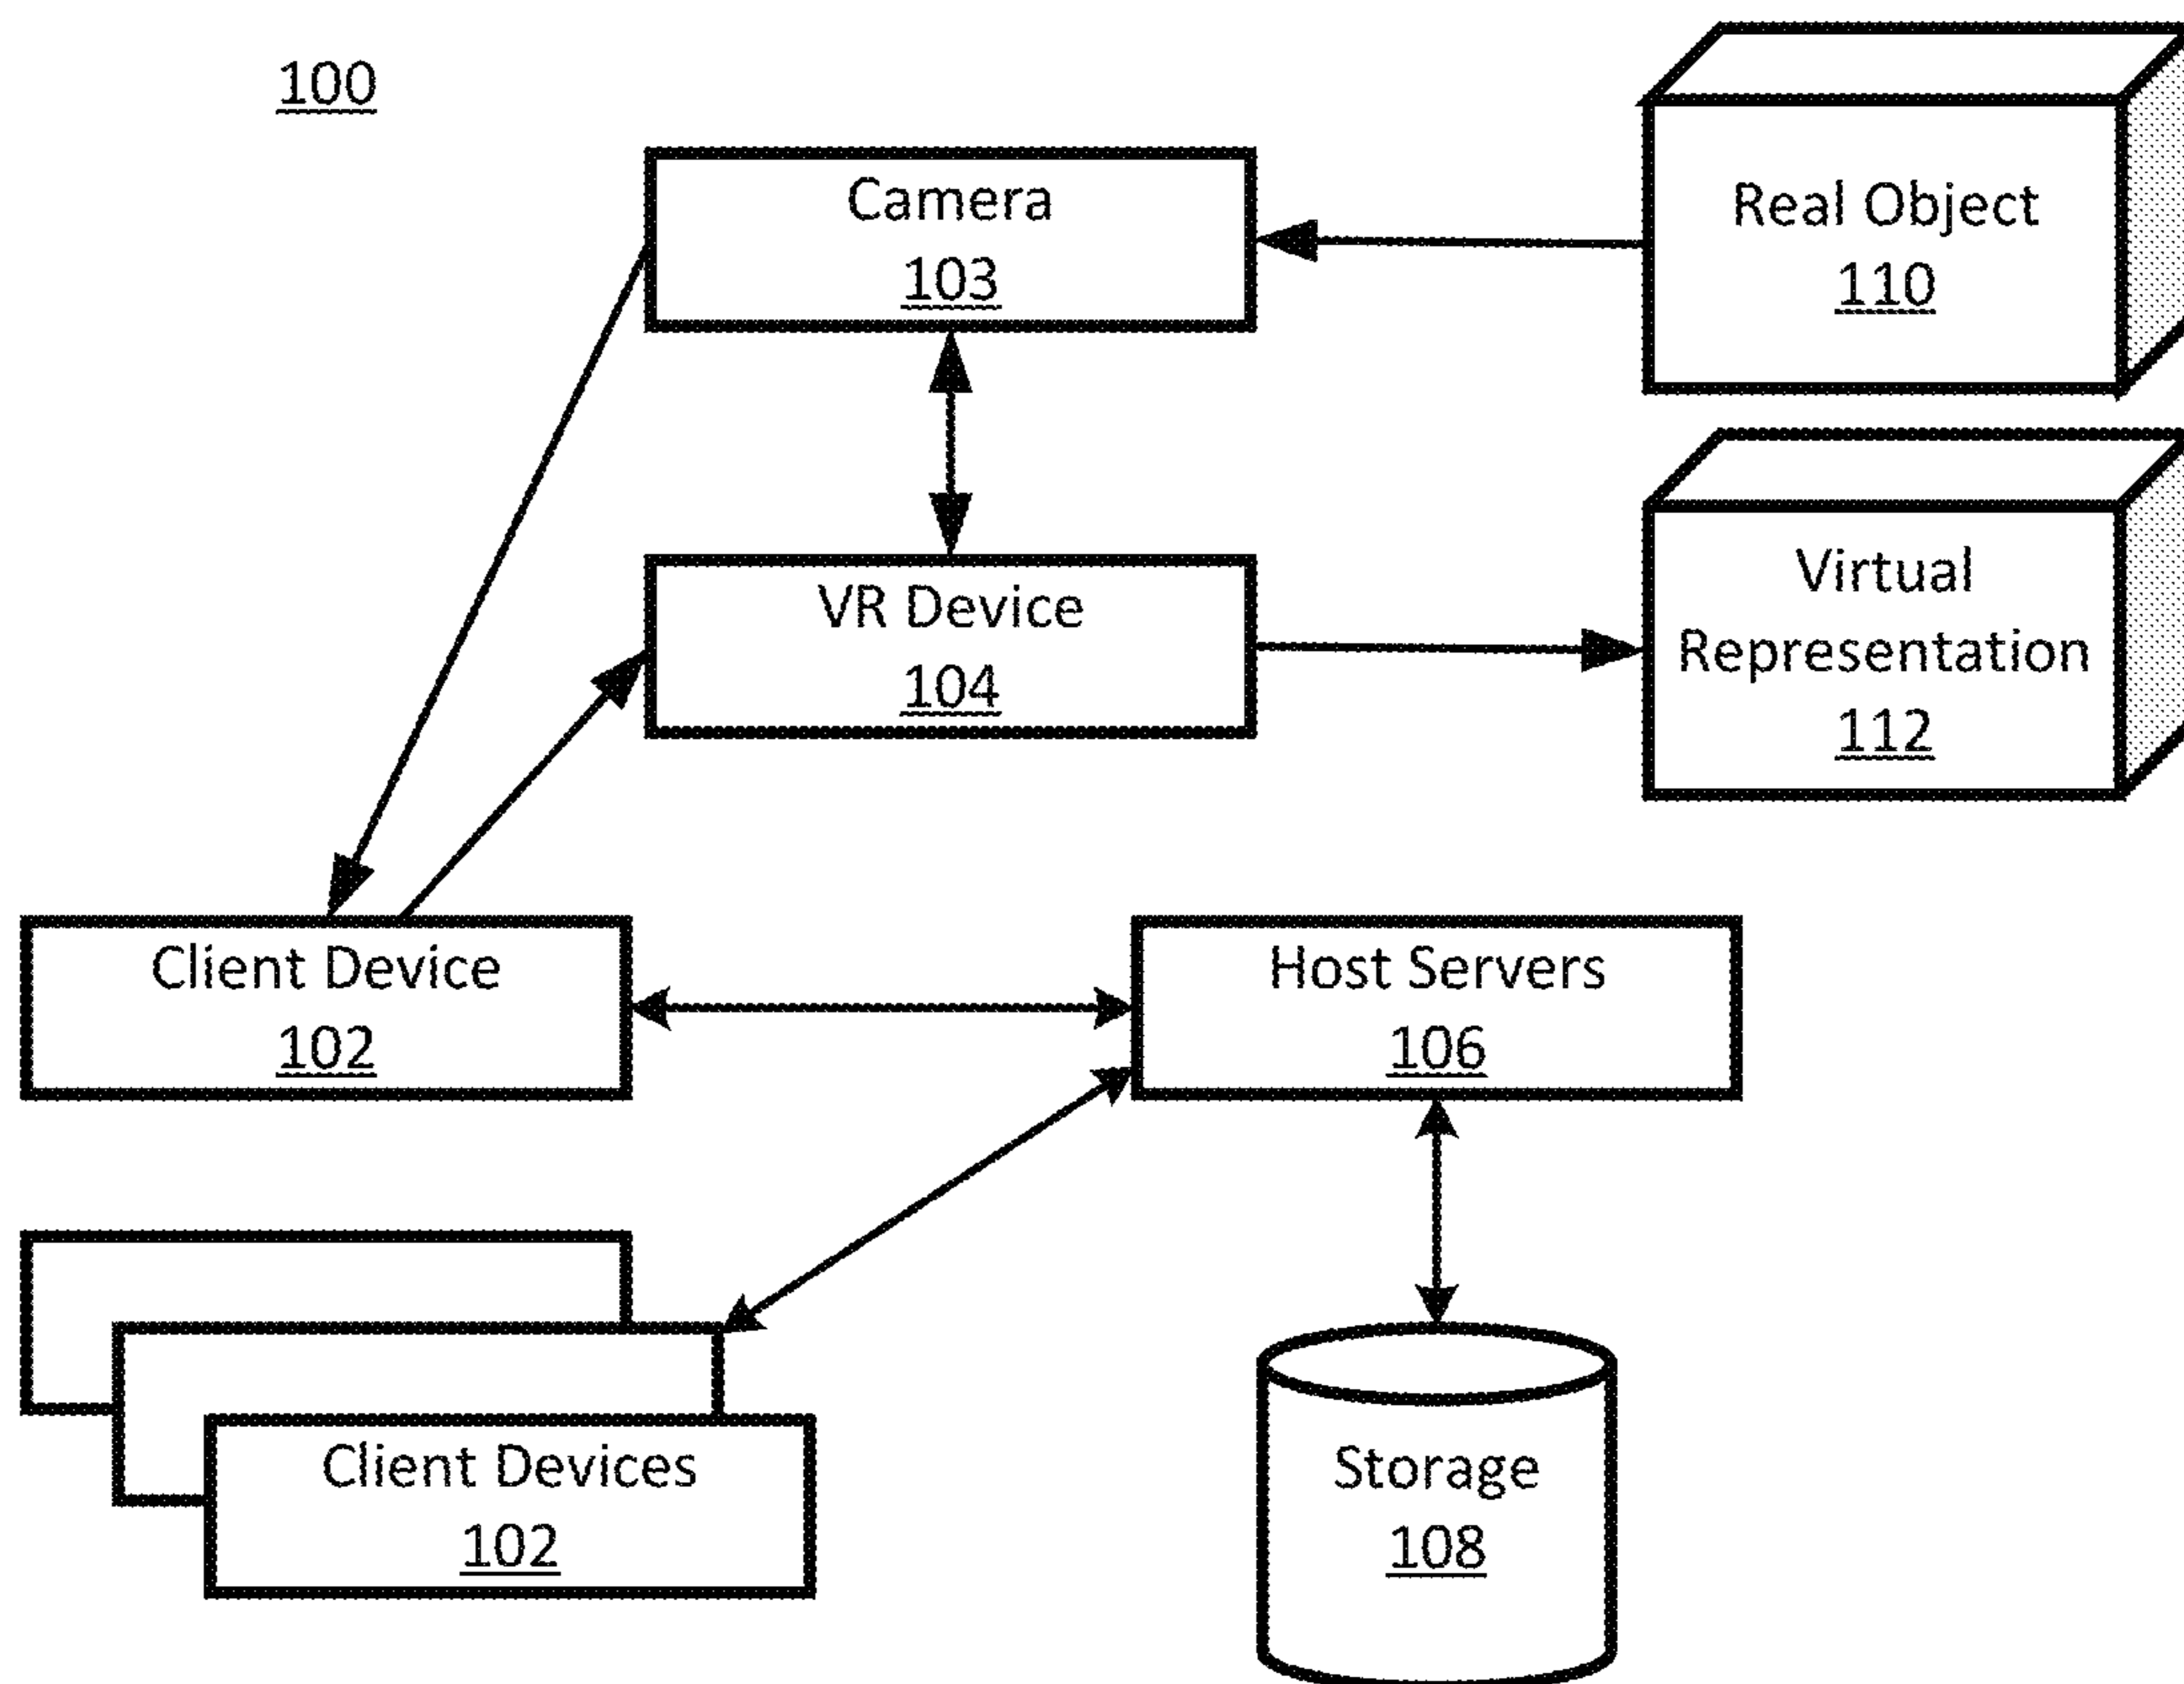 100
Camera
103
Real Object
110
VR Device
104
Virtual
Representation
112
Client Device
102
Host Servers
106
Client Devices
102
Storage
108